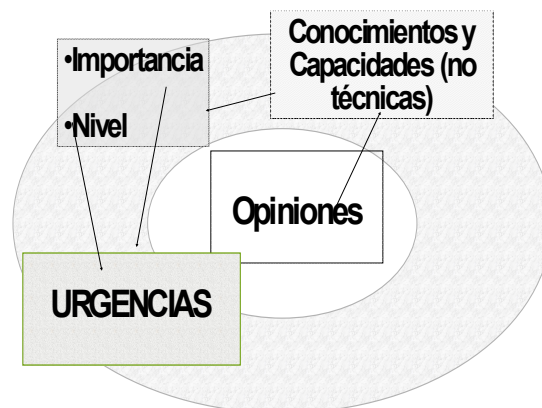 Conocimientos y
Capacidades (no
técnicas)
•Importancia
•Nivel
Opiniones
URGENCIAS